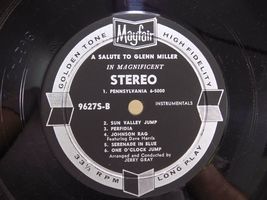 Mayfair
GOLDEN TONE
HIGH FIDELITY
A SALUTE TO GLENN MILLER
IN MAGNIFICENT
STEREO
1. PENNSYLVANIA 6-5000
9627S-B
INSTRUMENTALS
2. SUN VALLEY JUMP
3. PERFIDIA
4. JOHNSON RAG
Featuring Dave Harris
5. SERENADE IN BLUE
6. ONE O'CLOCK JUMP
Arranged and Conducted by
JERRY GRAY
33⅓ RPM
LONG PLAY